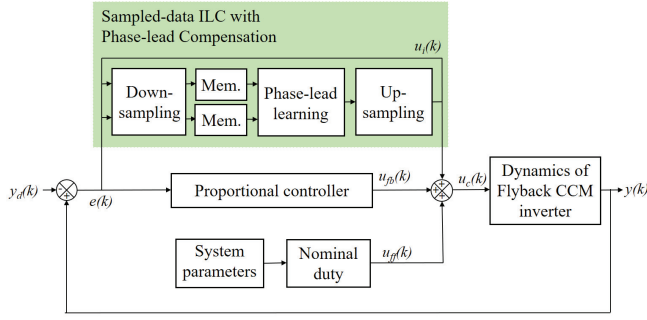 Sampled-data ILC with
Phase-lead Compensation
u_i(k)
Down-
sampling
Mem.
Mem.
Phase-lead
learning
Up-
sampling
y_d(k)
-
+
e(k)
Proportional controller
u_fb(k)
+
+
+
u_c(k)
Dynamics of
Flyback CCM
inverter
y(k)
System
parameters
Nominal
duty
u_ff(k)